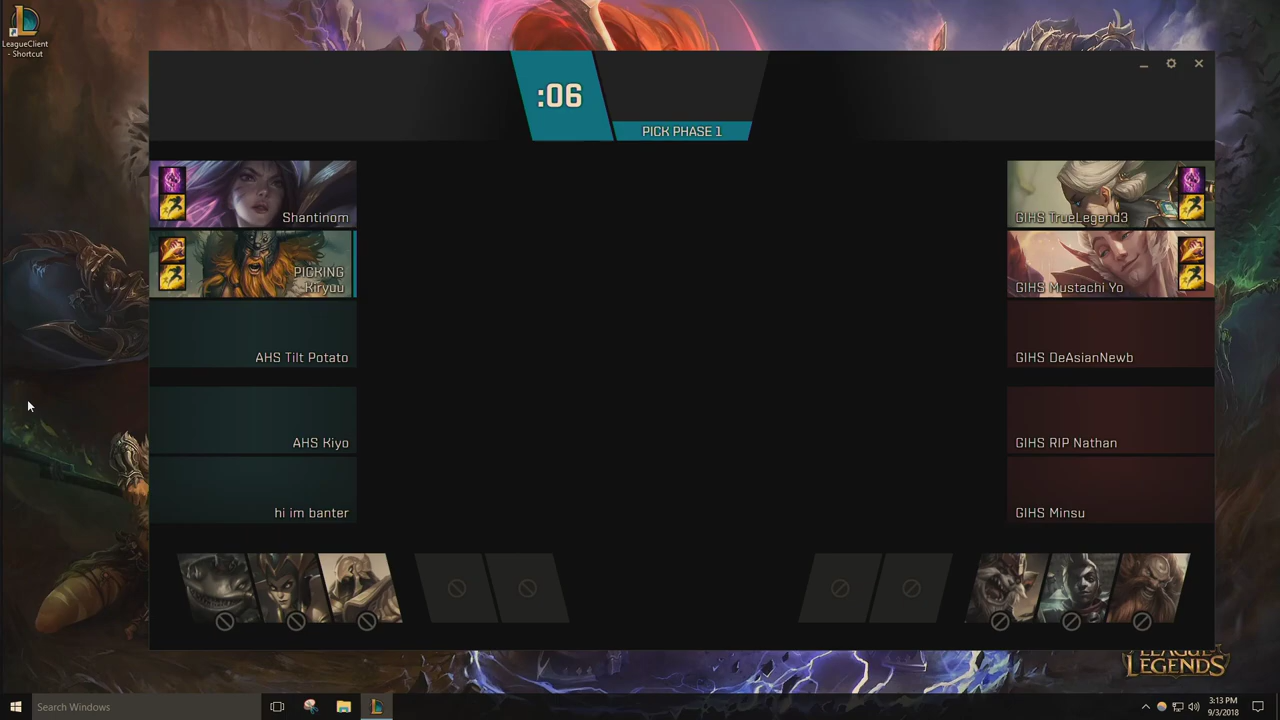 LeagueClient
- Shortcut
:06
PICK PHASE 1
Shantinom
PICKING
Kiryuu
AHS Tilt Potato
AHS Kiyo
hi im banter
GIHS TrueLegend3
GIHS Mustachi Yo
GIHS DeAsianNewb
GIHS RIP Nathan
GIHS Minsu
LEAGUE OF
LEGENDS
Search Windows
3:13 PM
9/3/2018